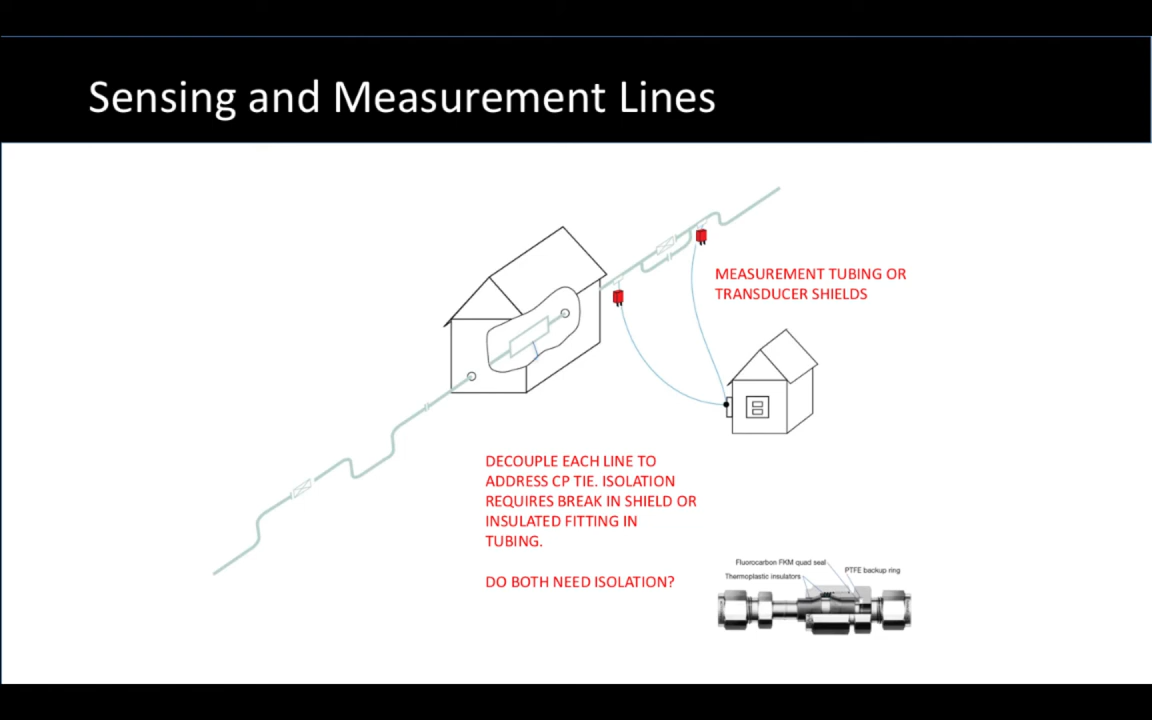 Sensing and Measurement Lines
MEASUREMENT TUBING OR
TRANSDUCER SHIELDS
DECOUPLE EACH LINE TO
ADDRESS CP TIE. ISOLATION
REQUIRES BREAK IN SHIELD OR
INSULATED FITTING IN
TUBING.
DO BOTH NEED ISOLATION?
Fluorocarbon FKM quad seal
PTFE backup ring
Thermoplastic insulators